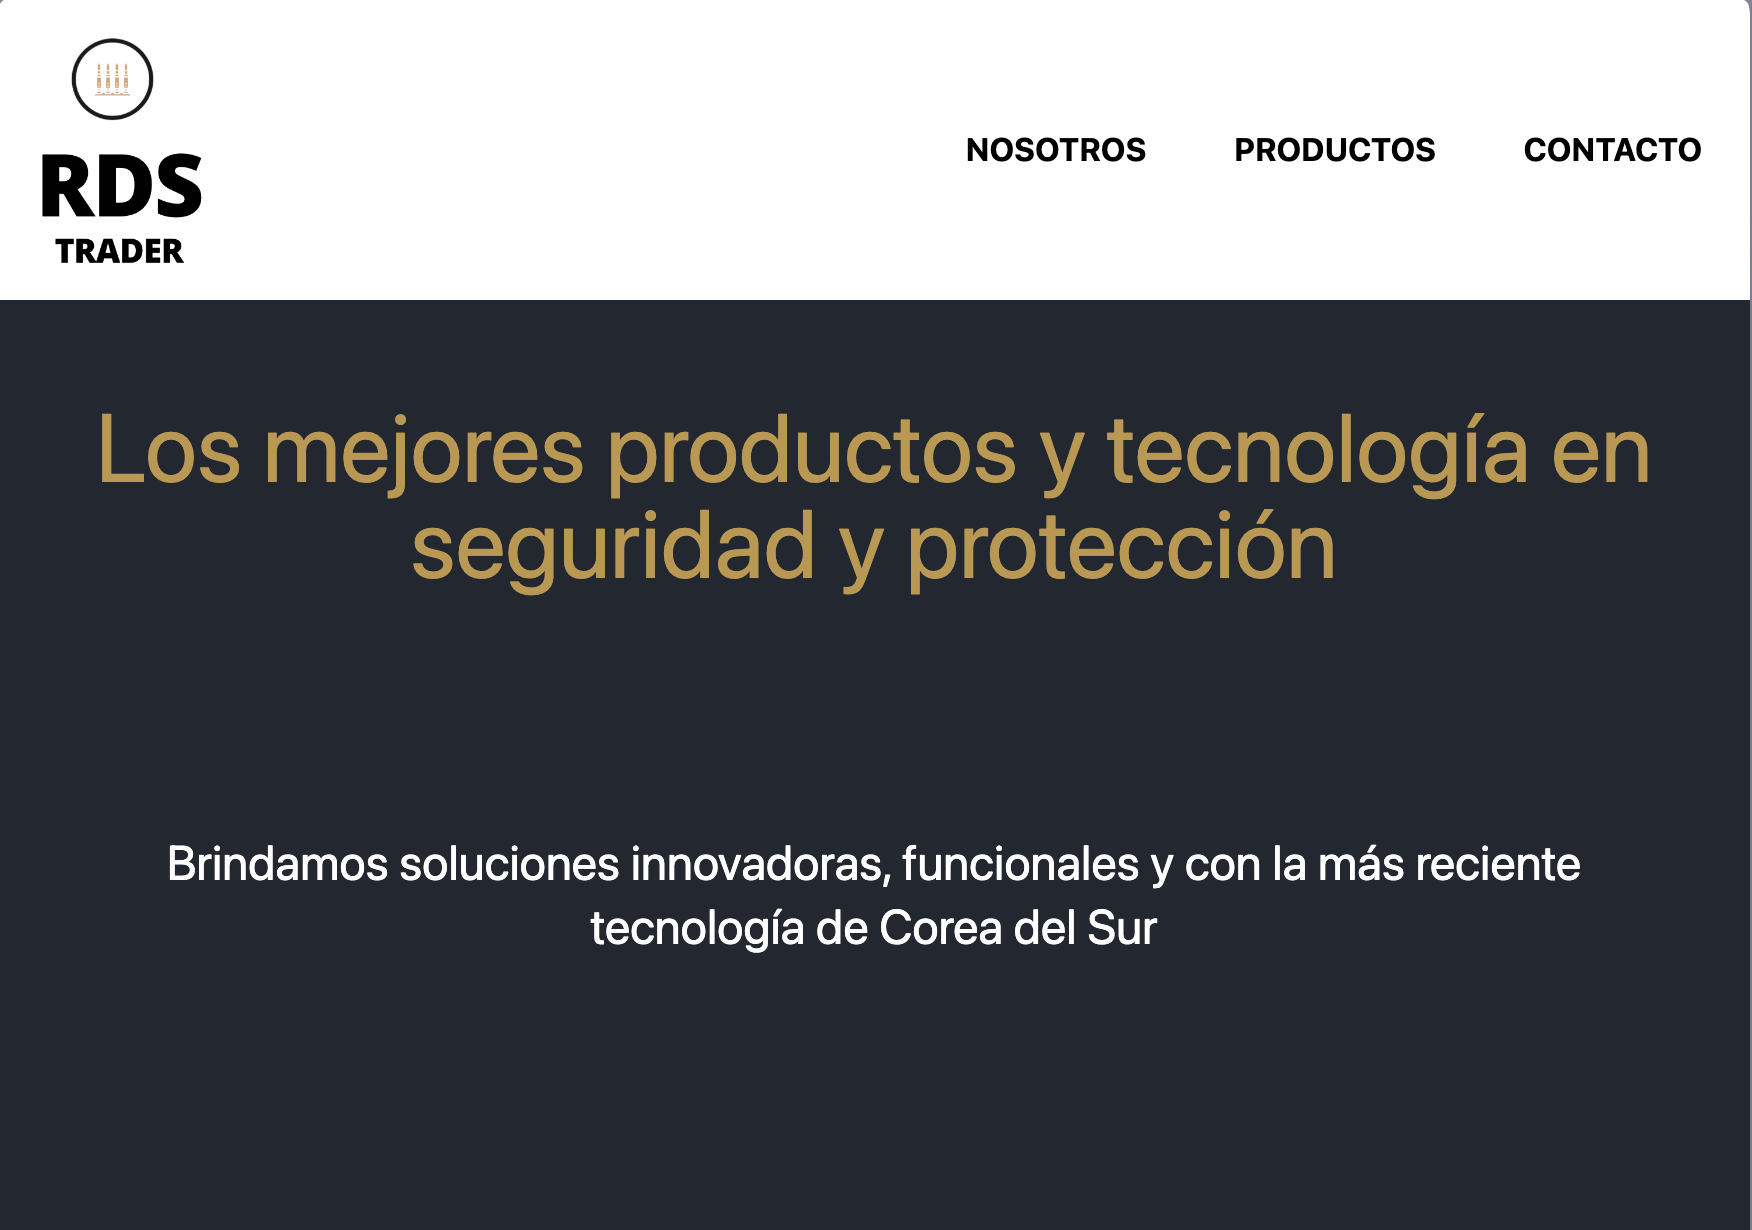 RDS
TRADER
NOSOTROS PRODUCTOS CONTACTO
Los mejores productos y tecnología en
seguridad y protección
Brindamos soluciones innovadoras, funcionales y con la más reciente
tecnología de Corea del Sur